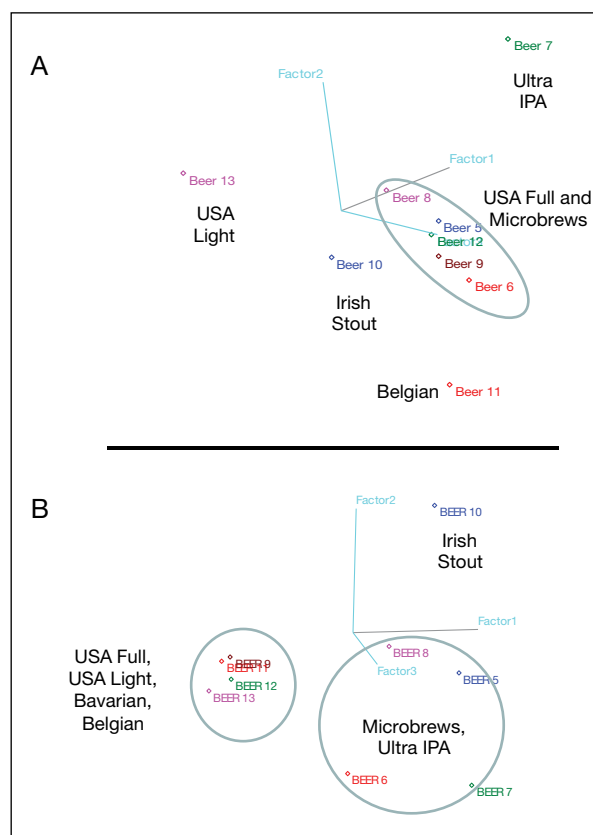 A
Beer 7
Ultra
IPA
Factor2
Factor1
Beer 13
Beer 8
USA
Light
USA Full and
Microbrews
Beer 5
Beer 12
Beer 10
Beer 9
Beer 6
Irish
Stout
Belgian
Beer 11
B
Factor2
BEER 10
Irish
Stout
Factor1
BEER 8
Factor3
BEER 5
USA Full,
USA Light,
Bavarian,
Belgian
BEER 9
BEER 11
BEER 12
BEER 13
Microbrews,
Ultra IPA
BEER 6
BEER 7